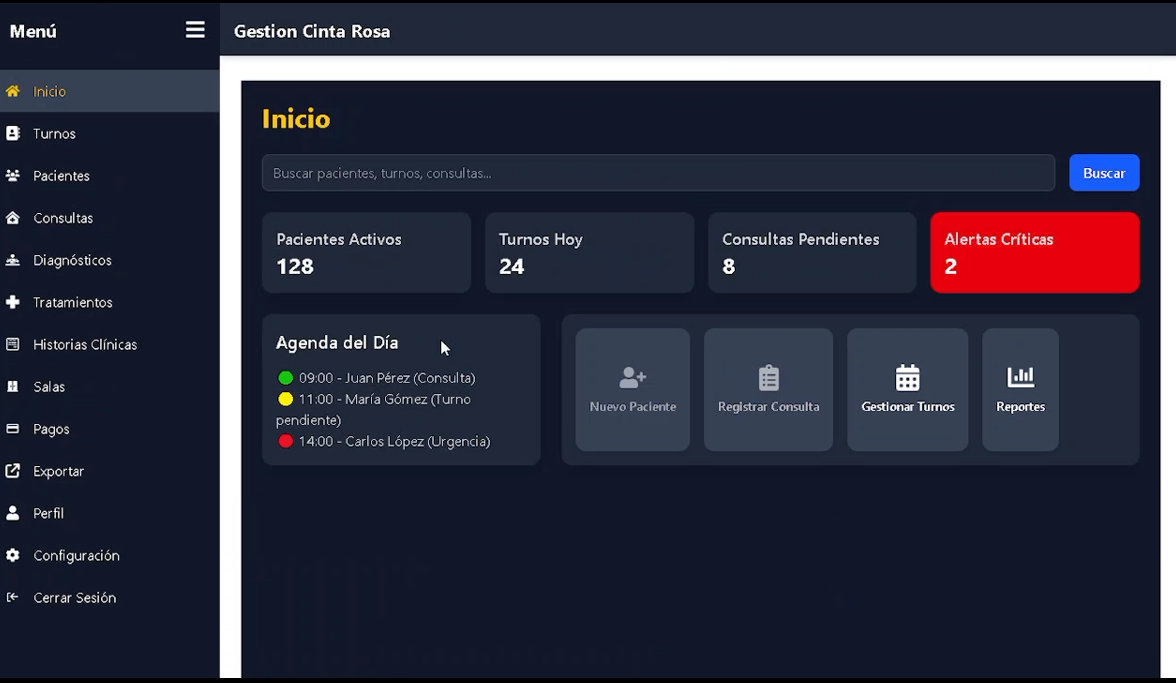 Menú
Gestion Cinta Rosa
Inicio
Turnos
Pacientes
Consultas
Diagnósticos
Tratamientos
Historias Clínicas
Salas
Pagos
Exportar
Perfil
Configuración
Cerrar Sesión
Inicio
Buscar pacientes, turnos, consultas...
Buscar
Pacientes Activos
128
Turnos Hoy
24
Consultas Pendientes
8
Alertas Críticas
2
Agenda del Día
09:00 - Juan Pérez (Consulta)
11:00 - María Gómez (Turno
pendiente)
14:00 - Carlos López (Urgencia)
Nuevo Paciente
Registrar Consulta
Gestionar Turnos
Reportes